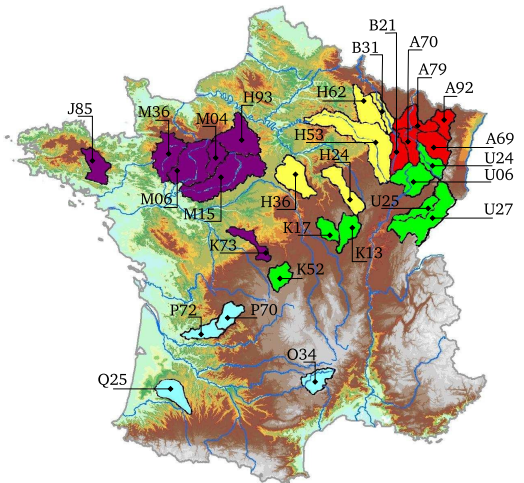 B21
B31
A70
A79
A92
H62
H93
M04
M36
J85
H53
A69
H24
U24
U06
M06
M15
H36
U25
U27
K17
K13
K73
K52
P72
P70
O34
Q25